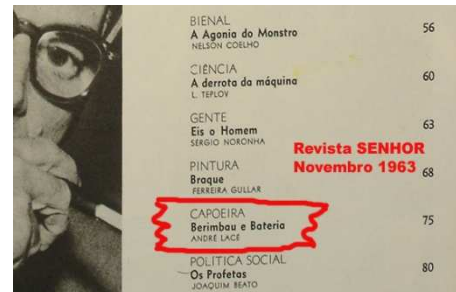 BIENAL
A Agonia do Monstro 56
NELSON COELHO
CIÊNCIA
A derrota da máquina 60
L. TEPLOV
GENTE
Eis o Homem 63
SERGIO NORONHA
Revista SENHOR
Novembro 1963
PINTURA
Braque 68
FERREIRA GULLAR
CAPOEIRA
Berimbau e Bateria 75
ANDRÉ LACÉ
POLITICA SOCIAL
Os Profetas 80
JOAQUIM BEATO